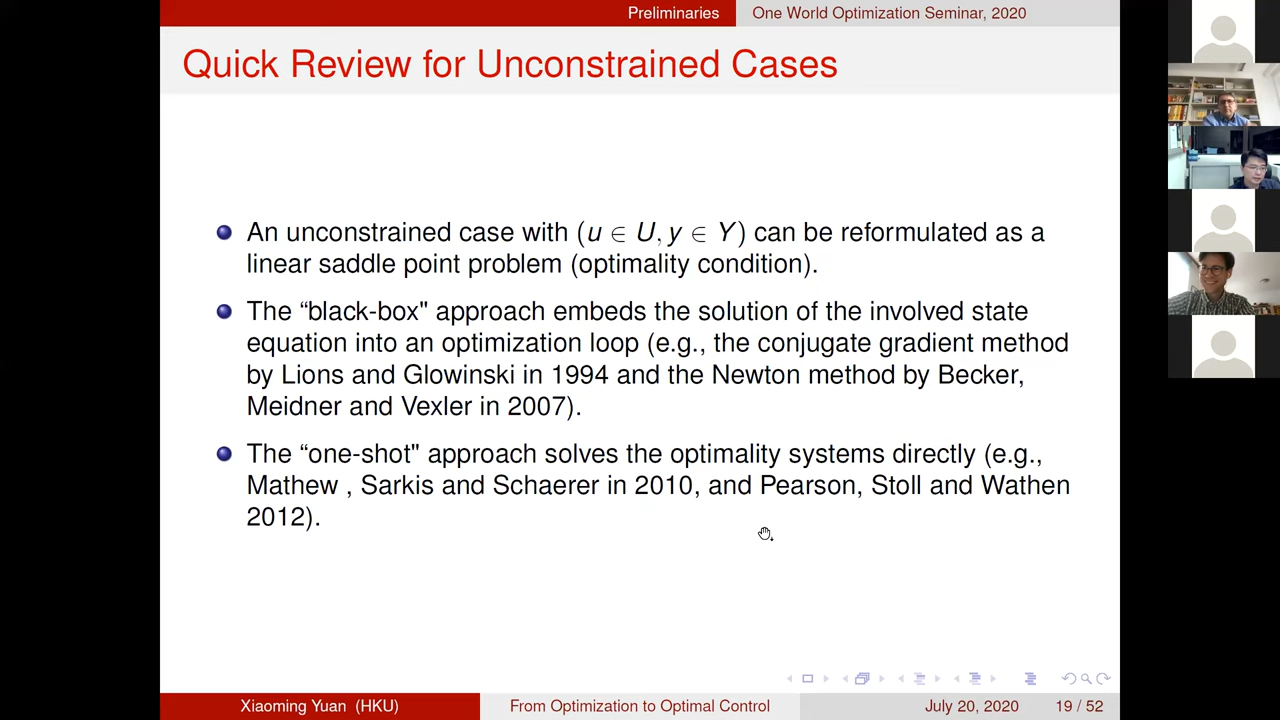 Preliminaries One World Optimization Seminar, 2020
Quick Review for Unconstrained Cases
An unconstrained case with (u ∈ U, y ∈ Y) can be reformulated as a
linear saddle point problem (optimality condition).
The “black-box" approach embeds the solution of the involved state
equation into an optimization loop (e.g., the conjugate gradient method
by Lions and Glowinski in 1994 and the Newton method by Becker,
Meidner and Vexler in 2007).
The “one-shot" approach solves the optimality systems directly (e.g.,
Mathew , Sarkis and Schaerer in 2010, and Pearson, Stoll and Wathen
2012).
Xiaoming Yuan (HKU) From Optimization to Optimal Control July 20, 2020 19 / 52